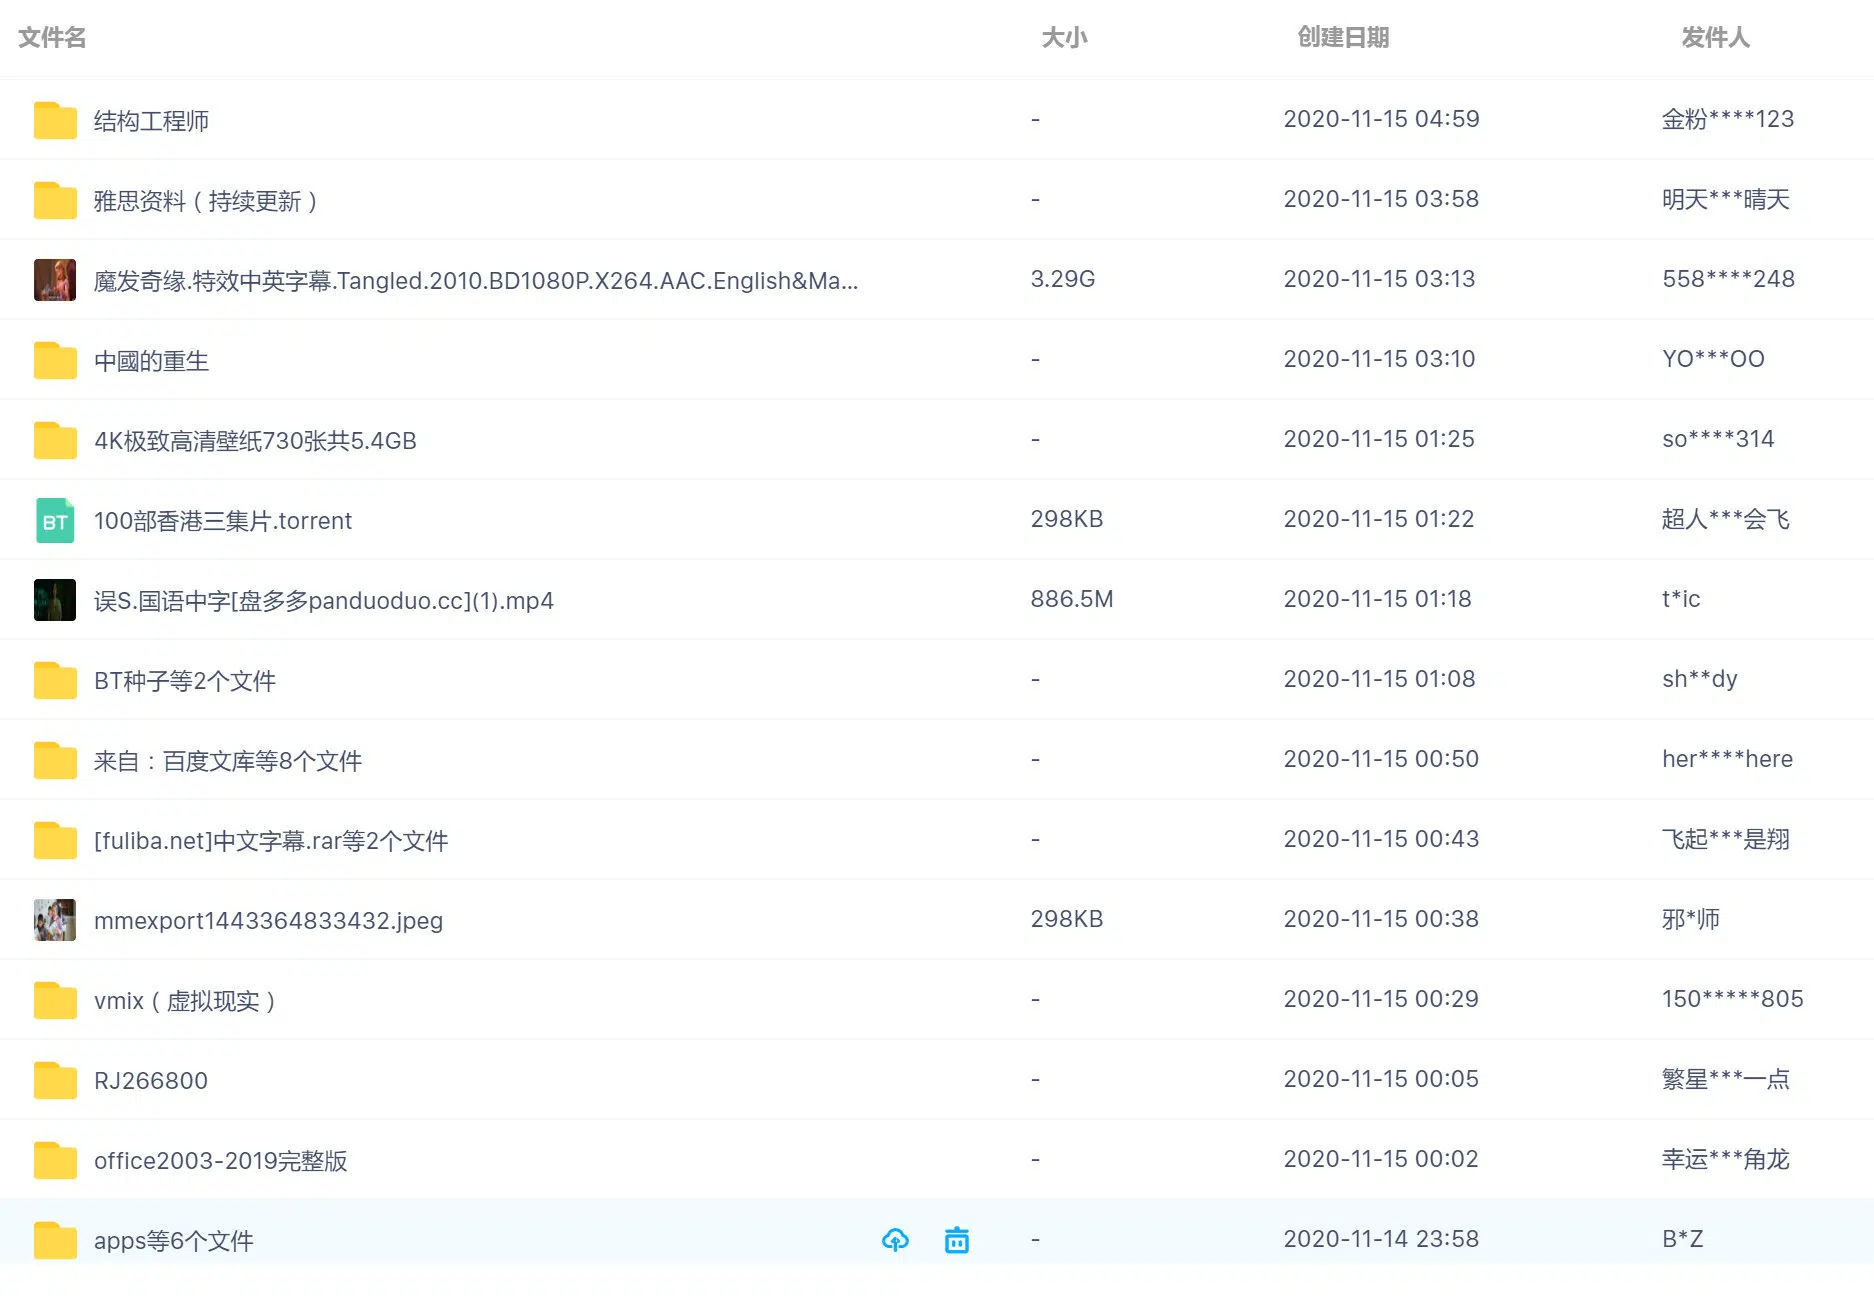 文件名 大小 创建日期 发件人
结构工程师 - 2020-11-15 04:59 金粉****123
雅思资料（持续更新） - 2020-11-15 03:58 明天***晴天
魔发奇缘.特效中英字幕.Tangled.2010.BD1080P.X264.AAC.English&Ma... 3.29G 2020-11-15 03:13 558****248
中國的重生 - 2020-11-15 03:10 YO***OO
4K极致高清壁纸730张共5.4GB - 2020-11-15 01:25 so****314
BT 100部香港三集片.torrent 298KB 2020-11-15 01:22 超人***会飞
误S.国语中字[盘多多panduoduo.cc](1).mp4 886.5M 2020-11-15 01:18 t*ic
BT种子等2个文件 - 2020-11-15 01:08 sh**dy
来自：百度文库等8个文件 - 2020-11-15 00:50 her****here
[fuliba.net]中文字幕.rar等2个文件 - 2020-11-15 00:43 飞起***是翔
mmexport1443364833432.jpeg 298KB 2020-11-15 00:38 邪*师
vmix（虚拟现实） - 2020-11-15 00:29 150*****805
RJ266800 - 2020-11-15 00:05 繁星***一点
office2003-2019完整版 - 2020-11-15 00:02 幸运***角龙
apps等6个文件 - 2020-11-14 23:58 B*Z